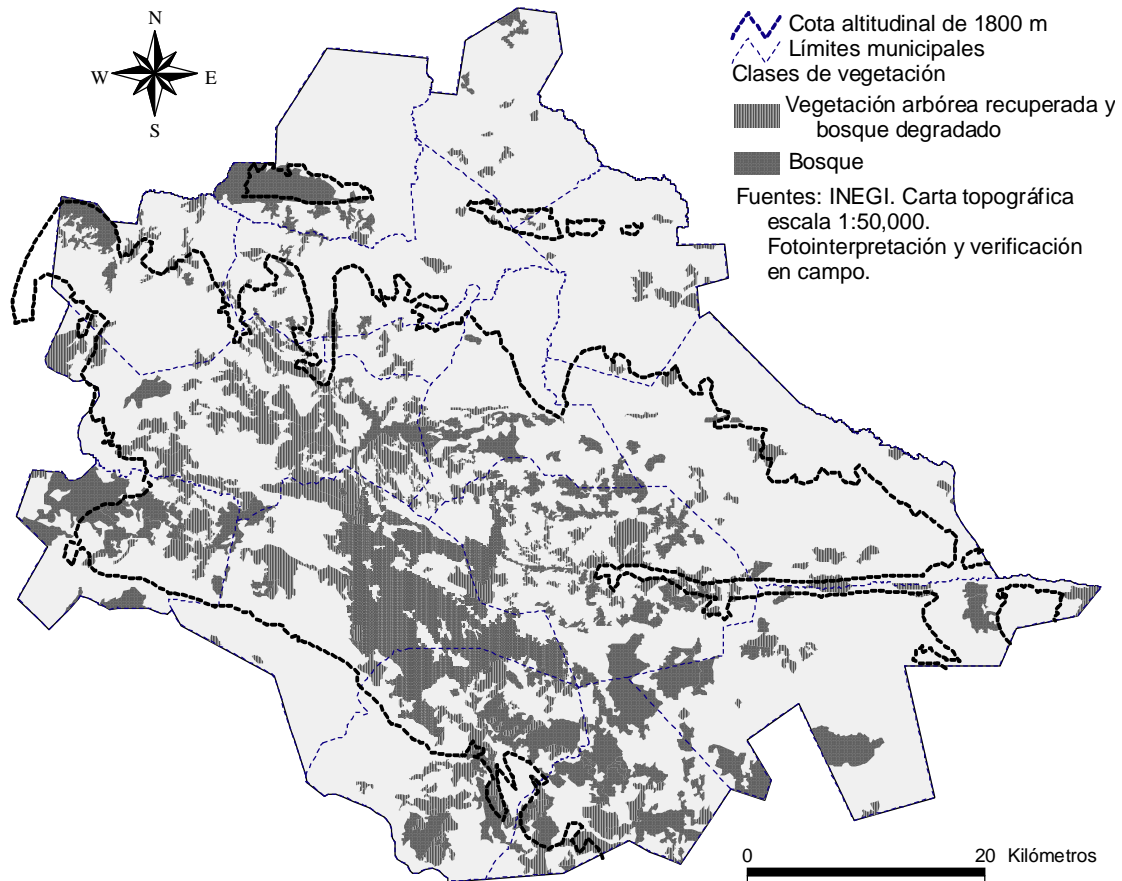 N
W E
S
Cota altitudinal de 1800 m
Límites municipales
Clases de vegetación
Vegetación arbórea recuperada y
bosque degradado
Bosque
Fuentes: INEGI. Carta topográfica
escala 1:50,000.
Fotointerpretación y verificación
en campo.
0 20 Kilómetros